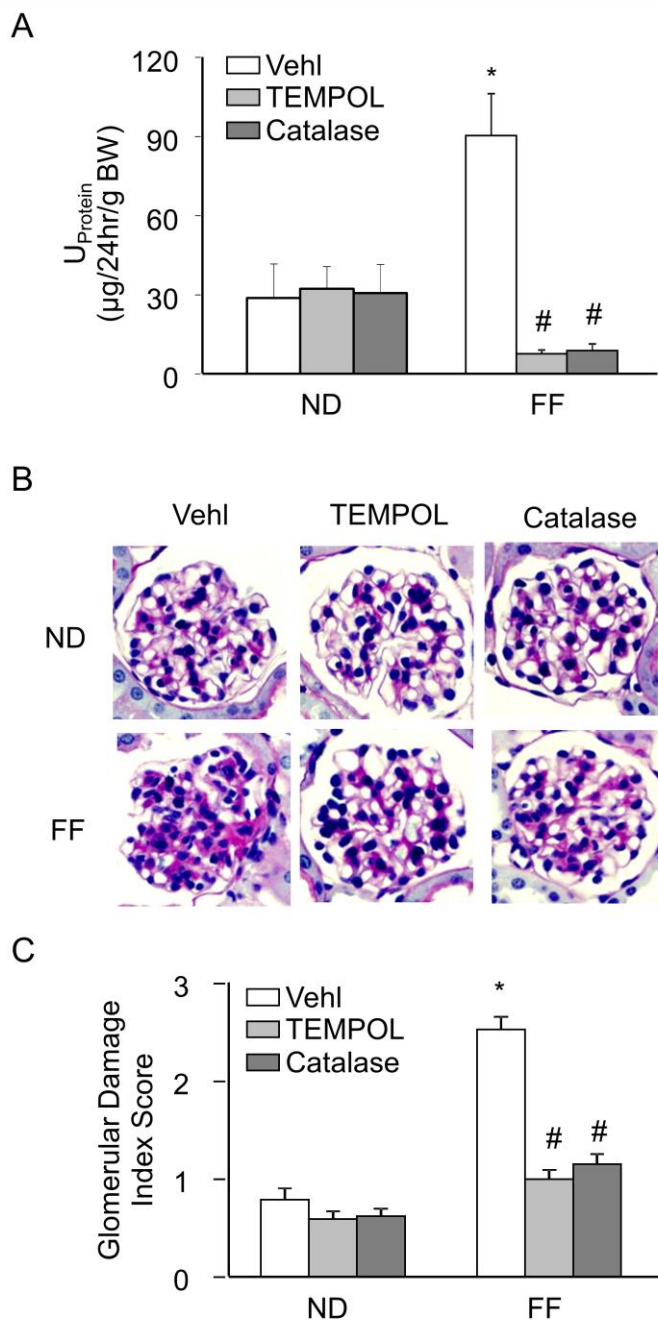 A
120
90
60
30
0
U_Protein
(µg/24hr/g BW)
Vehl
TEMPOL
Catalase
*
# #
ND FF
B
Vehl TEMPOL Catalase
ND
FF
C
3
2
1
0
Glomerular Damage
Index Score
Vehl
TEMPOL
Catalase
*
# #
ND FF